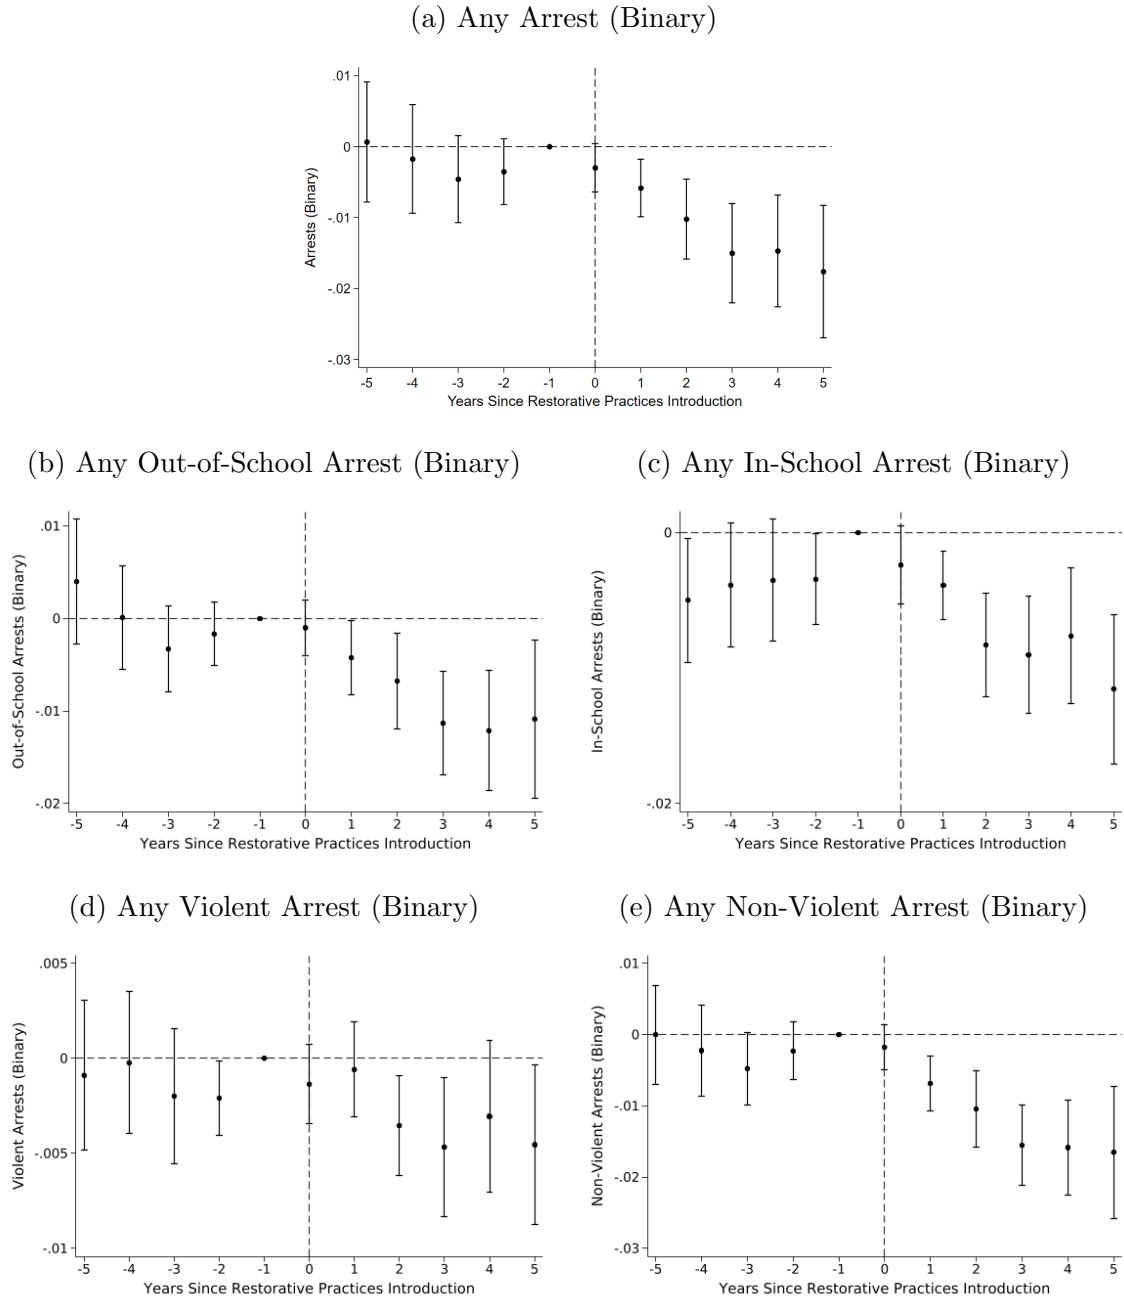 (a) Any Arrest (Binary)
.01
0
-.01
-.02
-.03
Arrests (Binary)
-5 -4 -3 -2 -1 0 1 2 3 4 5
Years Since Restorative Practices Introduction
(b) Any Out-of-School Arrest (Binary)
.01
0
-.01
-.02
Out-of-School Arrests (Binary)
-5 -4 -3 -2 -1 0 1 2 3 4 5
Years Since Restorative Practices Introduction
(c) Any In-School Arrest (Binary)
0
-.02
In-School Arrests (Binary)
-5 -4 -3 -2 -1 0 1 2 3 4 5
Years Since Restorative Practices Introduction
(d) Any Violent Arrest (Binary)
.005
0
-.005
-.01
Violent Arrests (Binary)
-5 -4 -3 -2 -1 0 1 2 3 4 5
Years Since Restorative Practices Introduction
(e) Any Non-Violent Arrest (Binary)
.01
0
-.01
-.02
-.03
Non-Violent Arrests (Binary)
-5 -4 -3 -2 -1 0 1 2 3 4 5
Years Since Restorative Practices Introduction